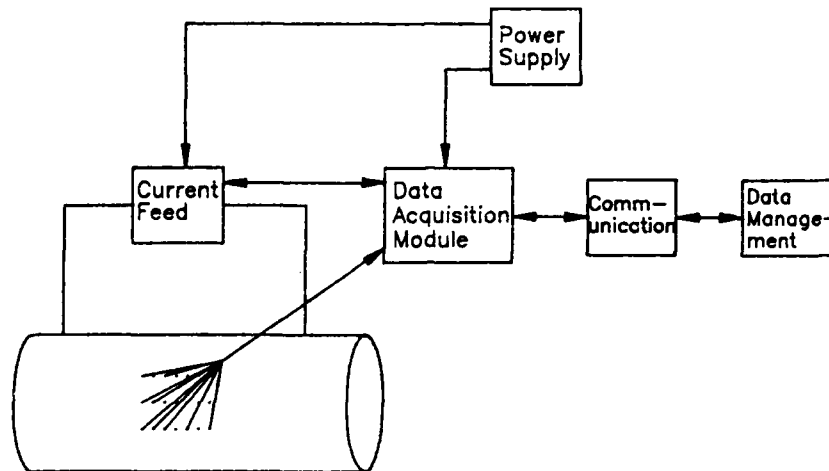 Power
Supply
Current
Feed
Data
Acquisition
Module
Comm-
unication
Data
Manage-
ment